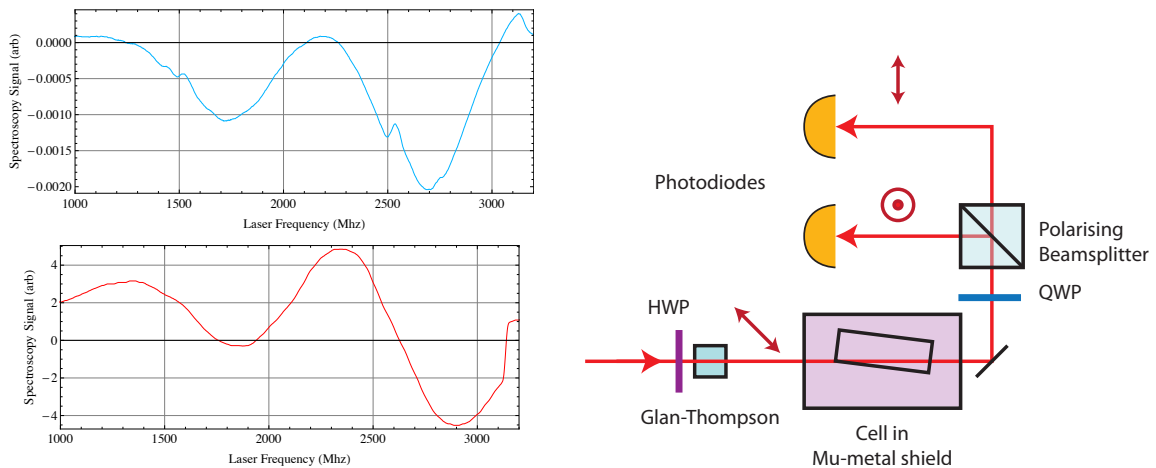 Spectroscopy Signal (arb)
0.000
−0.0005
−0.0010
−0.0015
−0.0020
1000 1500 2000 2500 3000
Laser Frequency (Mhz)
Spectroscopy Signal (arb)
4
2
0
−2
−4
1000 1500 2000 2500 3000
Laser Frequency (Mhz)
Photodiodes
Polarising
Beamsplitter
QWP
HWP
Glan-Thompson
Cell in
Mu-metal shield